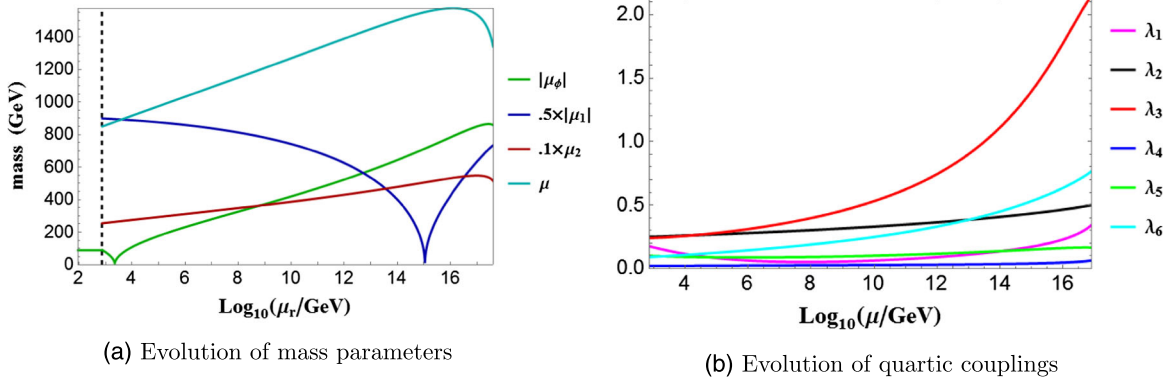 1400
1200
1000
800
600
400
200
0
mass (GeV)
2 4 6 8 10 12 14 16
Log10(μr/GeV)
|μϕ|
.5×|μ1|
.1×μ2
μ
(a) Evolution of mass parameters
2.0
1.5
1.0
0.5
0.0
4 6 8 10 12 14 16
Log10(μ/GeV)
λ1
λ2
λ3
λ4
λ5
λ6
(b) Evolution of quartic couplings